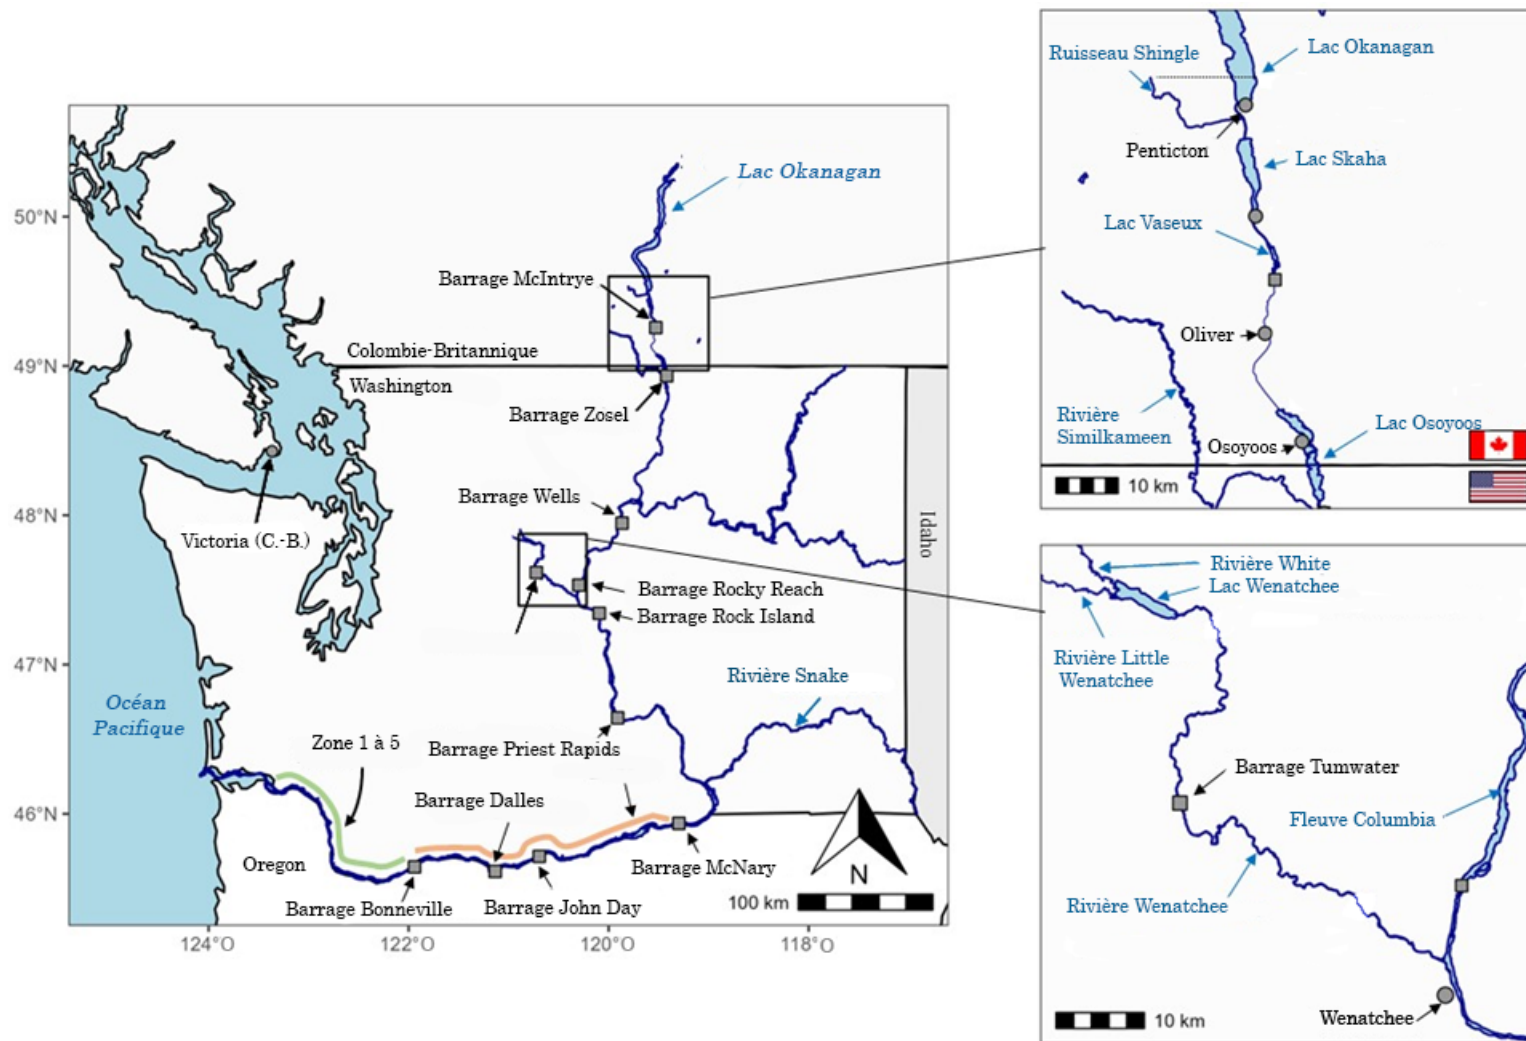 50°N
49°N
48°N
47°N
46°N
124°O
122°O
120°O
118°O
Lac Okanagan
Barrage McIntrye
Colombie-Britannique
Washington
Barrage Zosel
Barrage Wells
Victoria (C.-B.)
Idaho
Barrage Rocky Reach
Barrage Rock Island
Rivière Snake
Océan
Pacifique
Zone 1 à 5
Barrage Priest Rapids
Barrage Dalles
Oregon
Barrage McNary
Barrage Bonneville
Barrage John Day
N
100 km
Ruisseau Shingle
Lac Okanagan
Penticton
Lac Skaha
Lac Vaseux
Oliver
Rivière
Similkameen
Lac Osoyoos
Osoyoos
10 km
Rivière White
Lac Wenatchee
Rivière Little
Wenatchee
Barrage Tumwater
Fleuve Columbia
Rivière Wenatchee
Wenatchee
10 km